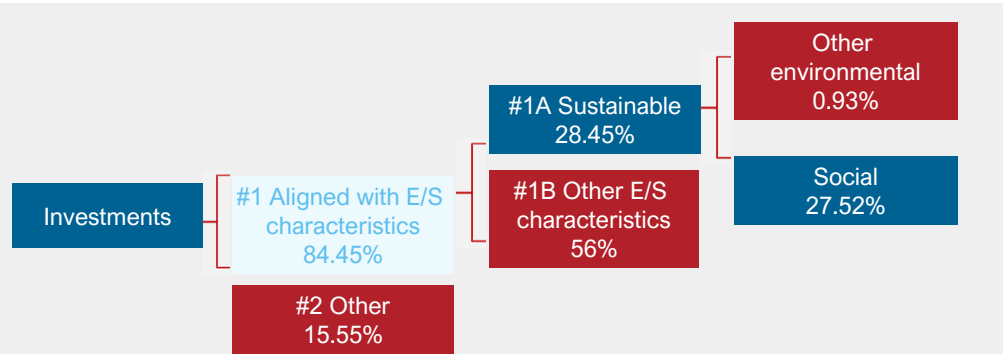 Investments
#1 Aligned with E/S
characteristics
84.45%
#2 Other
15.55%
#1A Sustainable
28.45%
#1B Other E/S
characteristics
56%
Other
environmental
0.93%
Social
27.52%